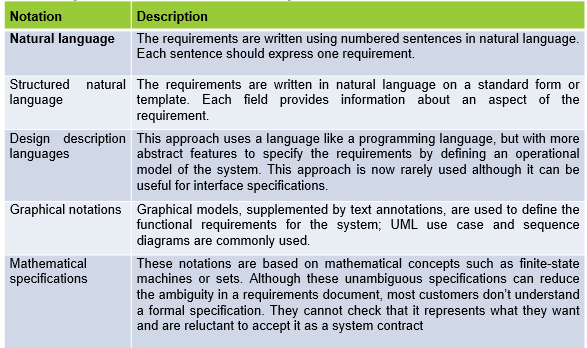 Notation Description
Natural language The requirements are written using numbered sentences in natural language.
Each sentence should express one requirement.
Structured natural The requirements are written in natural language on a standard form or
language template. Each field provides information about an aspect of the
requirement.
Design description This approach uses a language like a programming language, but with more
languages abstract features to specify the requirements by defining an operational
model of the system. This approach is now rarely used although it can be
useful for interface specifications.
Graphical notations Graphical models, supplemented by text annotations, are used to define the
functional requirements for the system; UML use case and sequence
diagrams are commonly used.
Mathematical These notations are based on mathematical concepts such as finite-state
specifications machines or sets. Although these unambiguous specifications can reduce
the ambiguity in a requirements document, most customers don’t understand
a formal specification. They cannot check that it represents what they want
and are reluctant to accept it as a system contract